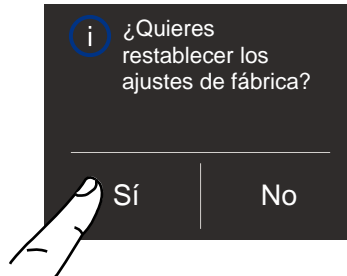 i
¿Quieres
restablecer los
ajustes de fábrica?
Sí
No